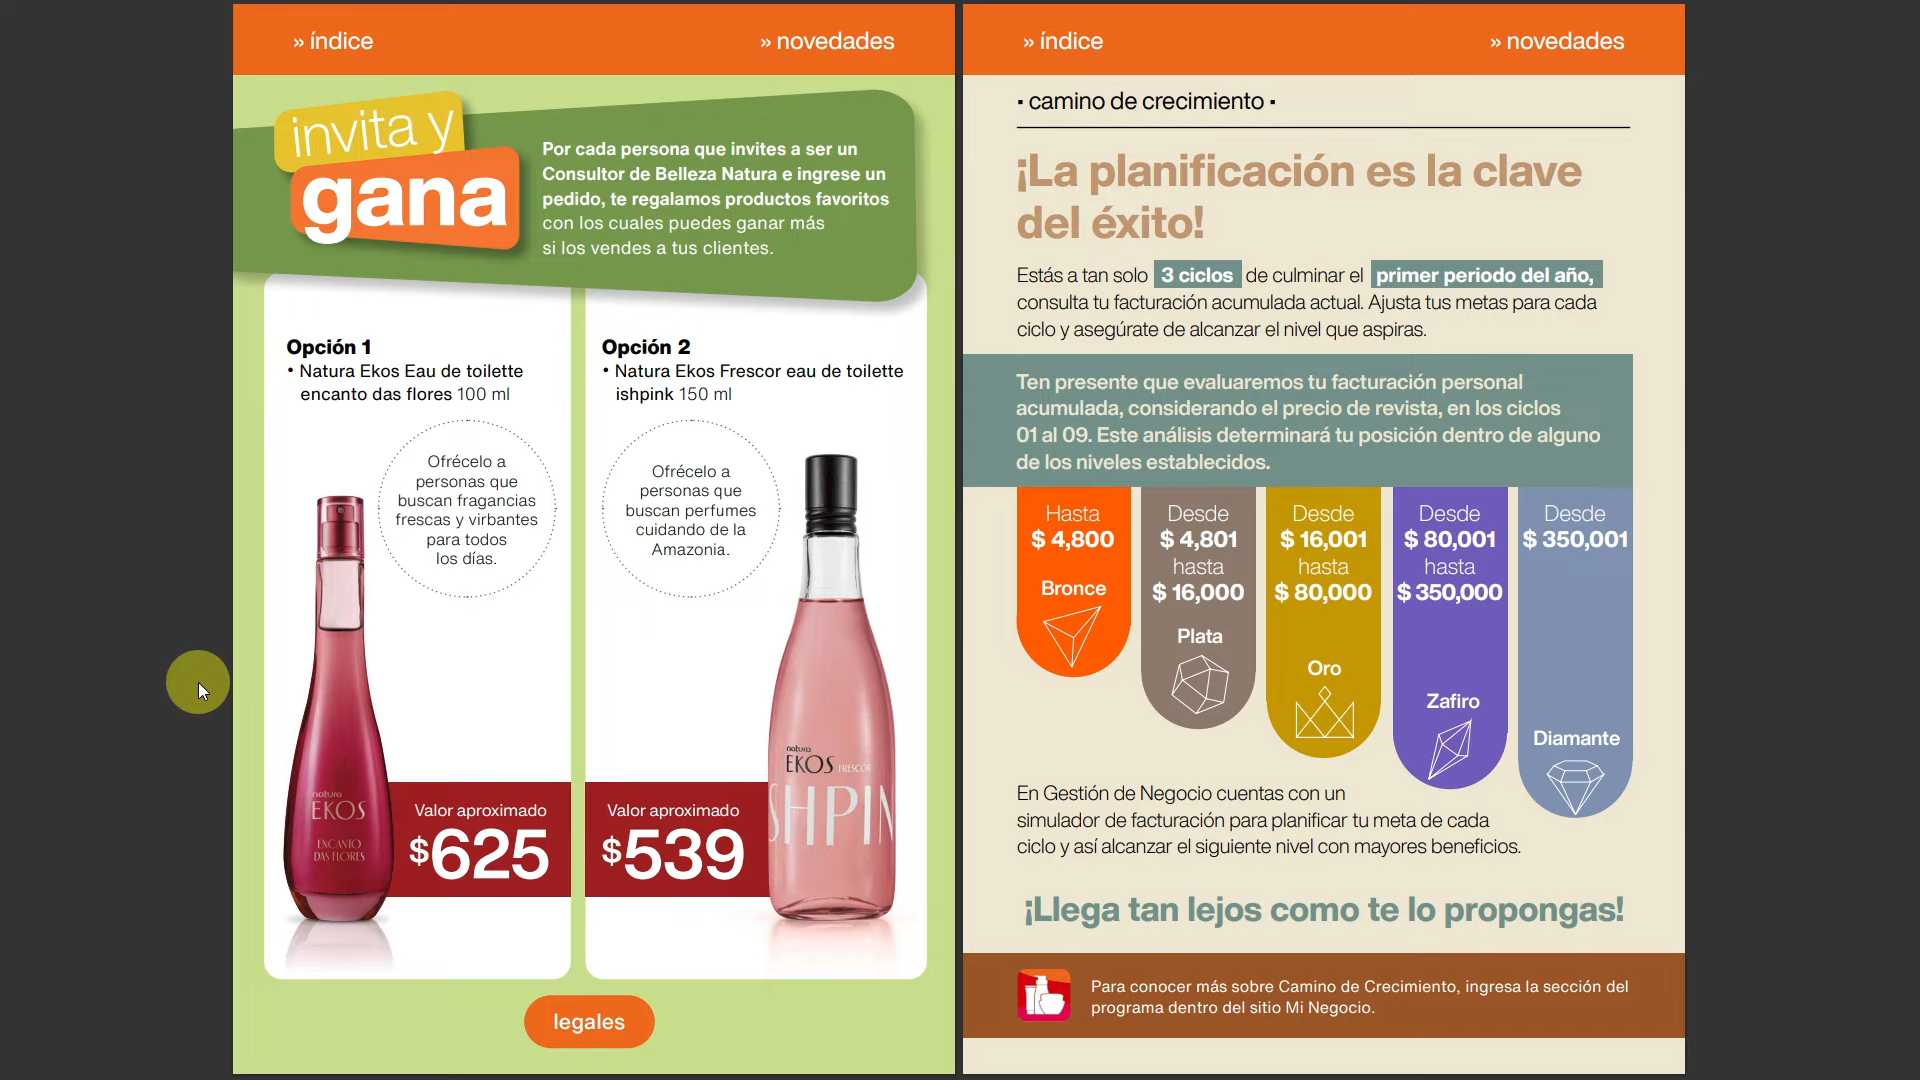 » índice
» novedades
invita y
gana
Por cada persona que invites a ser un
Consultor de Belleza Natura e ingrese un
pedido, te regalamos productos favoritos
con los cuales puedes ganar más
si los vendes a tus clientes.
Opción 1
• Natura Ekos Eau de toilette
encanto das flores 100 ml
Ofrécelo a
personas que
buscan fragancias
frescas y virbantes
para todos
los días.
natura
EKOS
ENCANTO
DAS FLORES
Valor aproximado
$625
Opción 2
• Natura Ekos Frescor eau de toilette
ishpink 150 ml
Ofrécelo a
personas que
buscan perfumes
cuidando de la
Amazonia.
natura
EKOS FRESCOR
SHPIN
Valor aproximado
$539
legales
» índice
» novedades
· camino de crecimiento ·
¡La planificación es la clave
del éxito!
Estás a tan solo 3 ciclos de culminar el primer periodo del año,
consulta tu facturación acumulada actual. Ajusta tus metas para cada
ciclo y asegúrate de alcanzar el nivel que aspiras.
Ten presente que evaluaremos tu facturación personal
acumulada, considerando el precio de revista, en los ciclos
01 al 09. Este análisis determinará tu posición dentro de alguno
de los niveles establecidos.
Hasta
$ 4,800
Bronce
Desde
$ 4,801
hasta
$ 16,000
Plata
Desde
$ 16,001
hasta
$ 80,000
Oro
Desde
$ 80,001
hasta
$ 350,000
Zafiro
Desde
$ 350,001
Diamante
En Gestión de Negocio cuentas con un
simulador de facturación para planificar tu meta de cada
ciclo y así alcanzar el siguiente nivel con mayores beneficios.
¡Llega tan lejos como te lo propongas!
Para conocer más sobre Camino de Crecimiento, ingresa la sección del
programa dentro del sitio Mi Negocio.